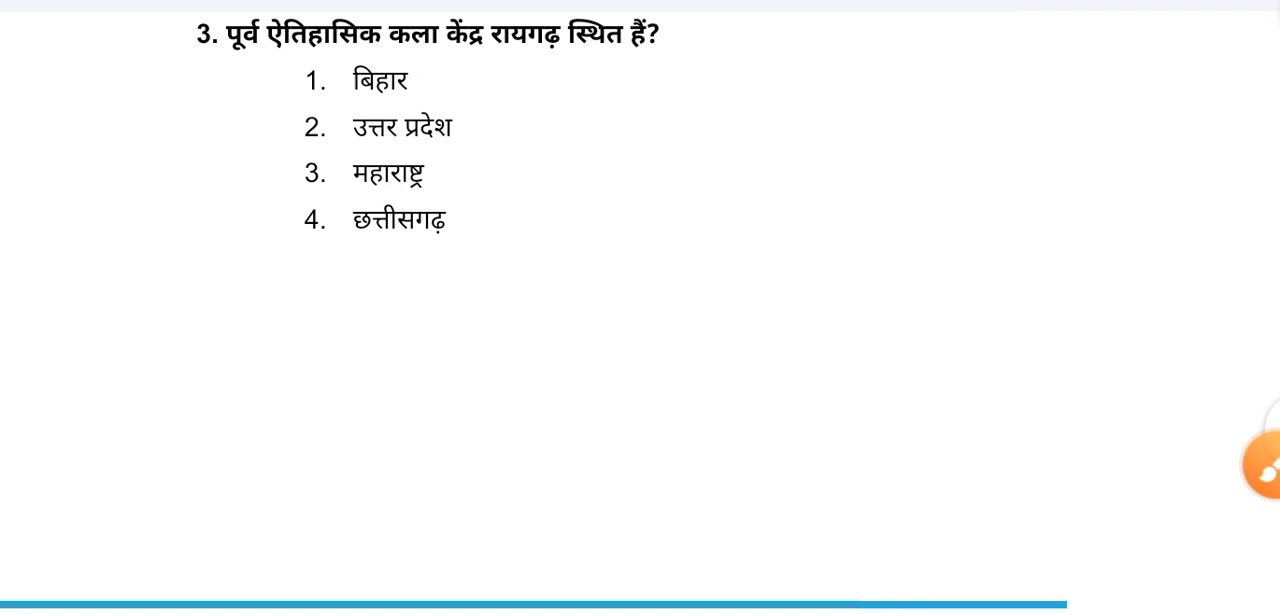 3. पूर्व ऐतिहासिक कला केंद्र रायगढ़ स्थित हैं?
1. बिहार
2. उत्तर प्रदेश
3. महाराष्ट्र
4. छत्तीसगढ़